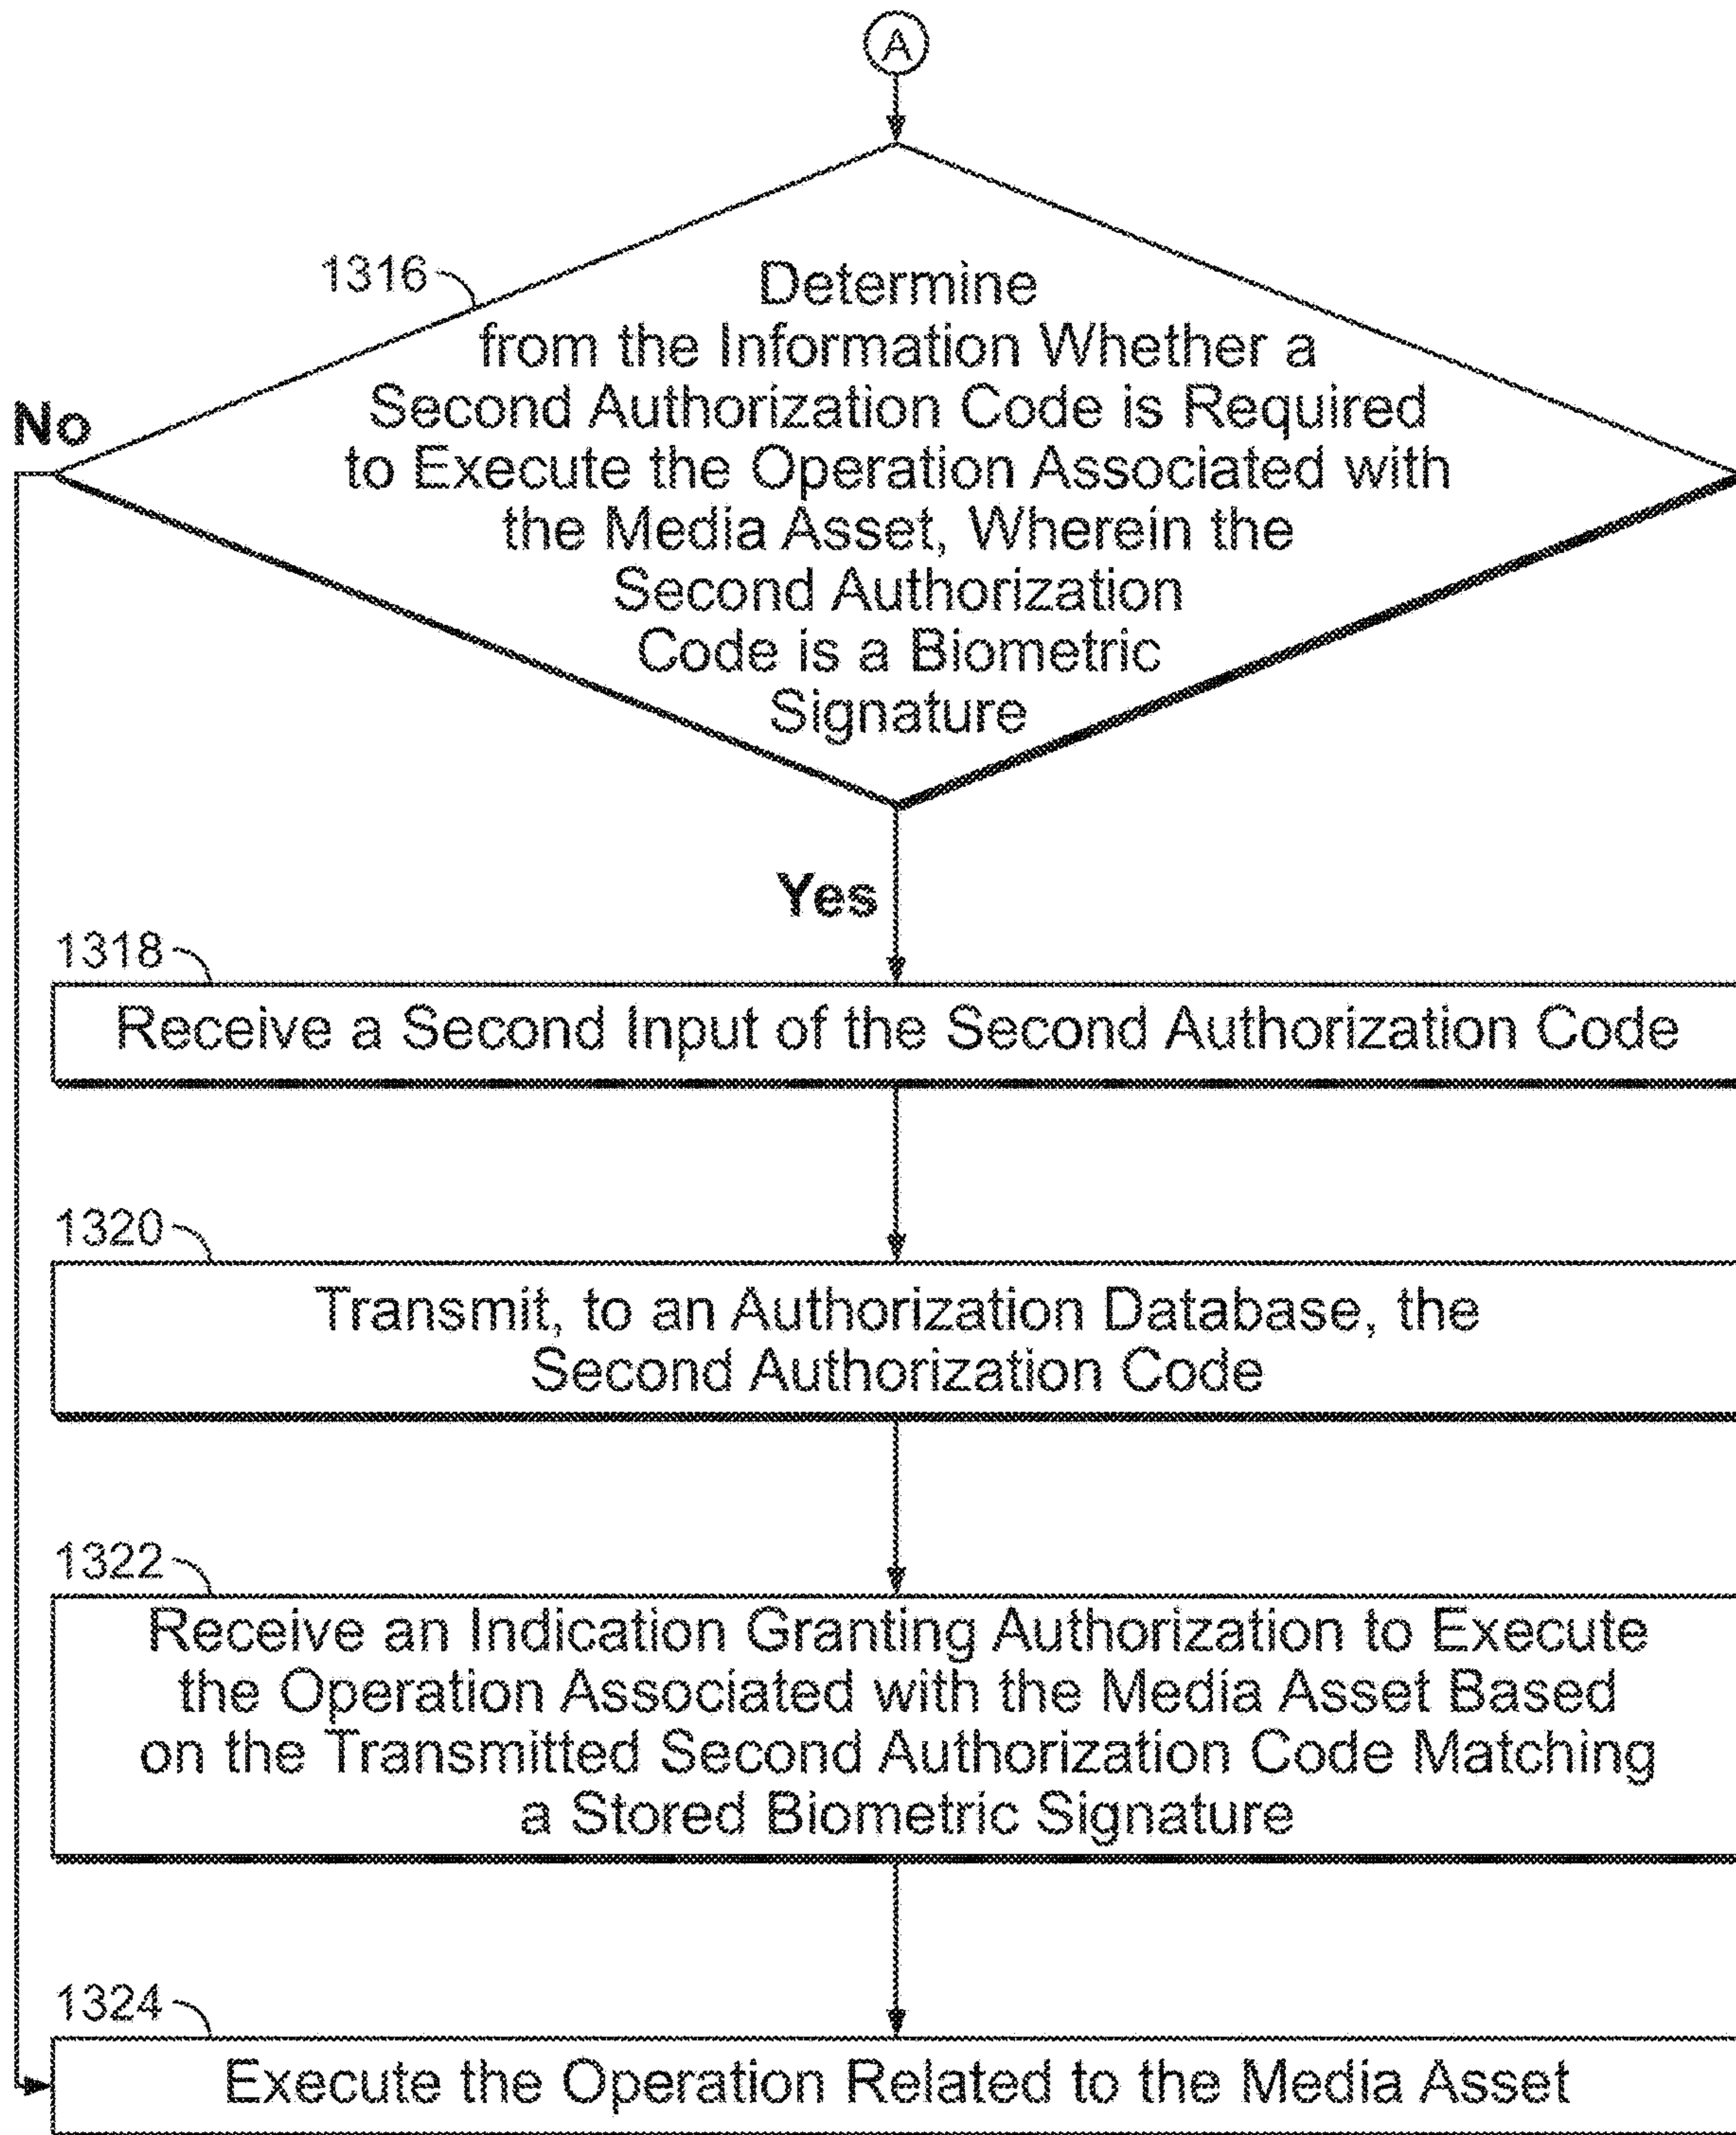 A
1316
Determine
from the Information Whether a
Second Authorization Code is Required
to Execute the Operation Associated with
the Media Asset, Wherein the
Second Authorization
Code is a Biometric
Signature
No
Yes
1318
Receive a Second Input of the Second Authorization Code
1320
Transmit, to an Authorization Database, the
Second Authorization Code
1322
Receive an Indication Granting Authorization to Execute
the Operation Associated with the Media Asset Based
on the Transmitted Second Authorization Code Matching
a Stored Biometric Signature
1324
Execute the Operation Related to the Media Asset